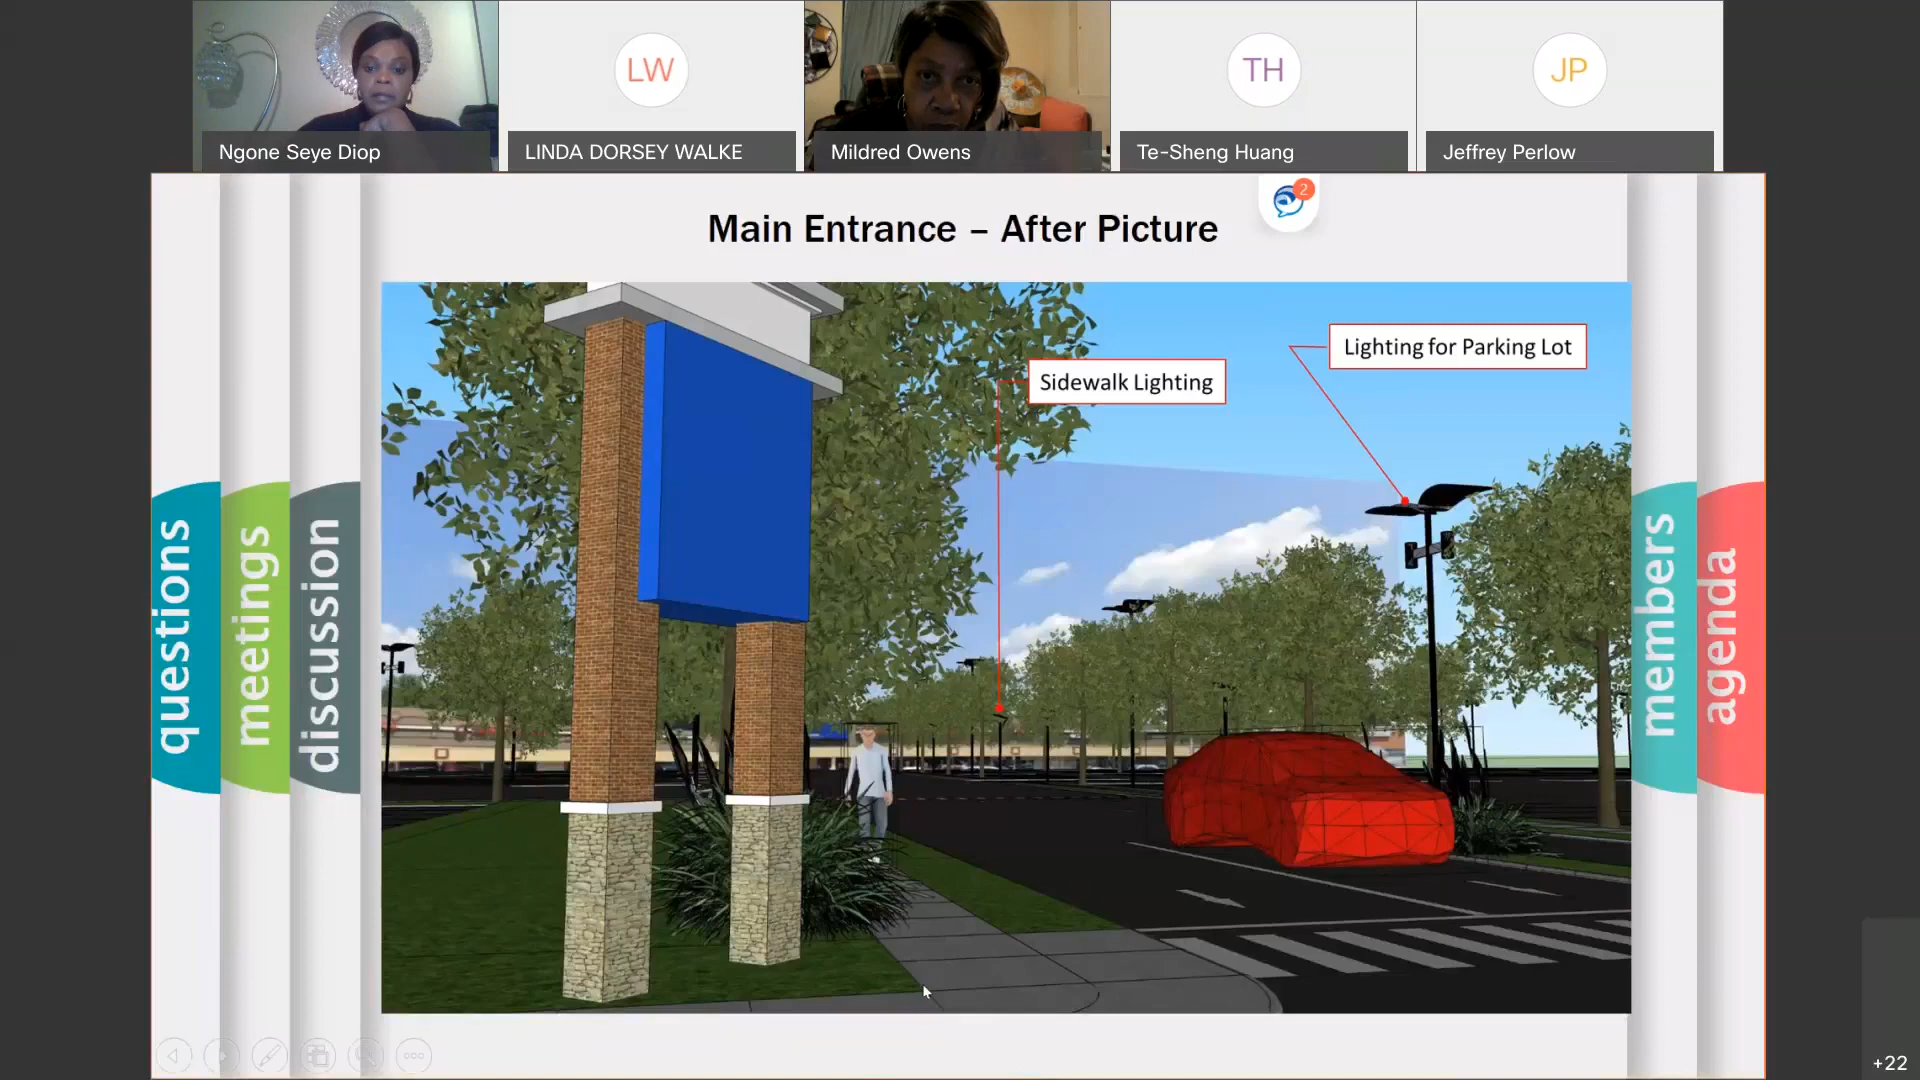 Ngone Seye Diop
LW
LINDA DORSEY WALKE
Mildred Owens
TH
Te-Sheng Huang
JP
Jeffrey Perlow
2
Main Entrance – After Picture
Lighting for Parking Lot
Sidewalk Lighting
questions
meetings
discussion
members
agenda
+22